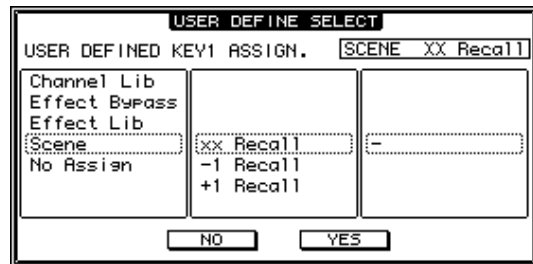 USER DEFINE SELECT
USER DEFINED KEY1 ASSIGN. SCENE XX Recall
Channel Lib
Effect Bypass
Effect Lib
Scene xx Recall -
No Assign -1 Recall
+1 Recall
NO YES